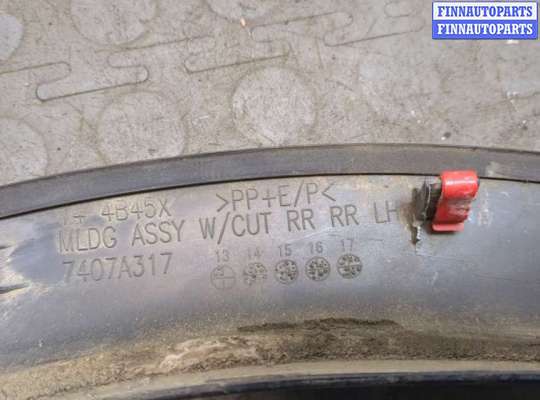 FINNAUTOPARTS
FINNAUTOPARTS
4B45X >PP+E/P<
MLDG ASSY W/CUT RR RR LH
7407A317 13 14 15 16 17